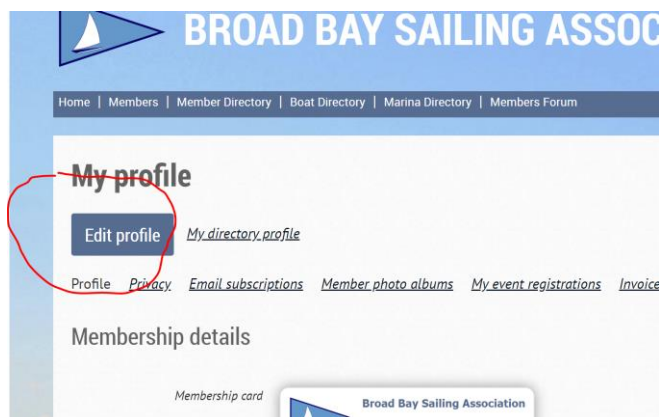 BROAD BAY SAILING ASSOC
Home | Members | Member Directory | Boat Directory | Marina Directory | Members Forum
My profile
Edit profile My directory profile
Profile Privacy Email subscriptions Member photo albums My event registrations Invoice
Membership details
Membership card
Broad Bay Sailing Association